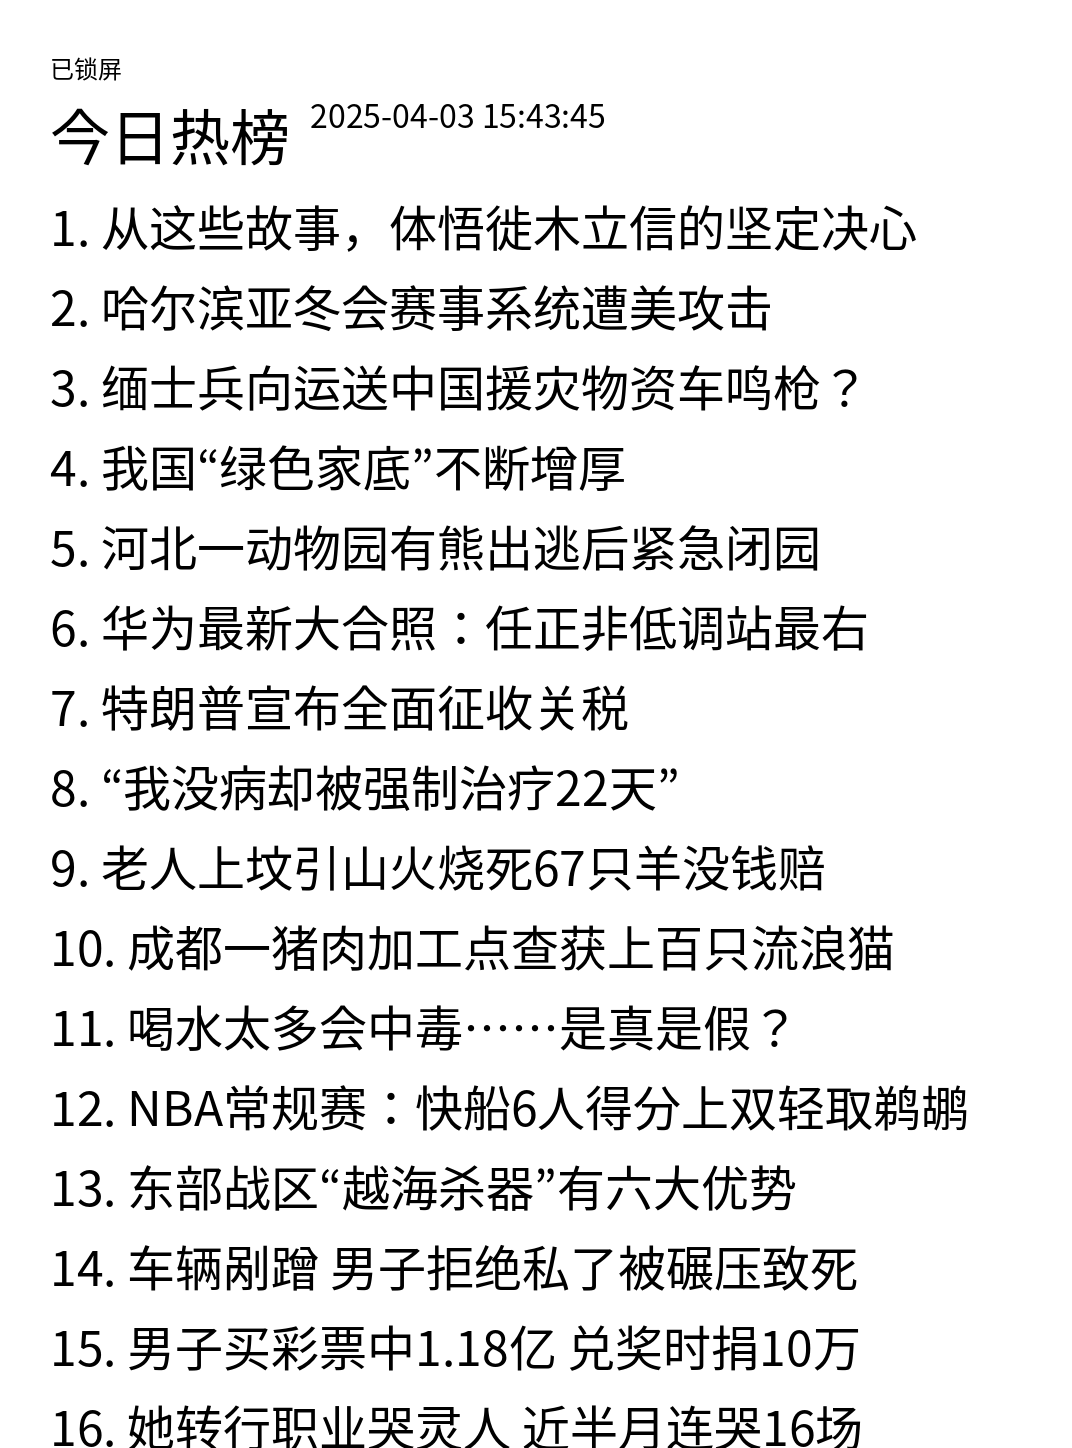 已锁屏
今日热榜 2025-04-03 15:43:45
1. 从这些故事，体悟徙木立信的坚定决心
2. 哈尔滨亚冬会赛事系统遭美攻击
3. 缅士兵向运送中国援灾物资车鸣枪？
4. 我国“绿色家底”不断增厚
5. 河北一动物园有熊出逃后紧急闭园
6. 华为最新大合照：任正非低调站最右
7. 特朗普宣布全面征收关税
8. “我没病却被强制治疗22天”
9. 老人上坟引山火烧死67只羊没钱赔
10. 成都一猪肉加工点查获上百只流浪猫
11. 喝水太多会中毒……是真是假？
12. NBA常规赛：快船6人得分上双轻取鹈鹕
13. 东部战区“越海杀器”有六大优势
14. 车辆剐蹭 男子拒绝私了被碾压致死
15. 男子买彩票中1.18亿 兑奖时捐10万
16. 她转行职业哭灵人 近半月连哭16场